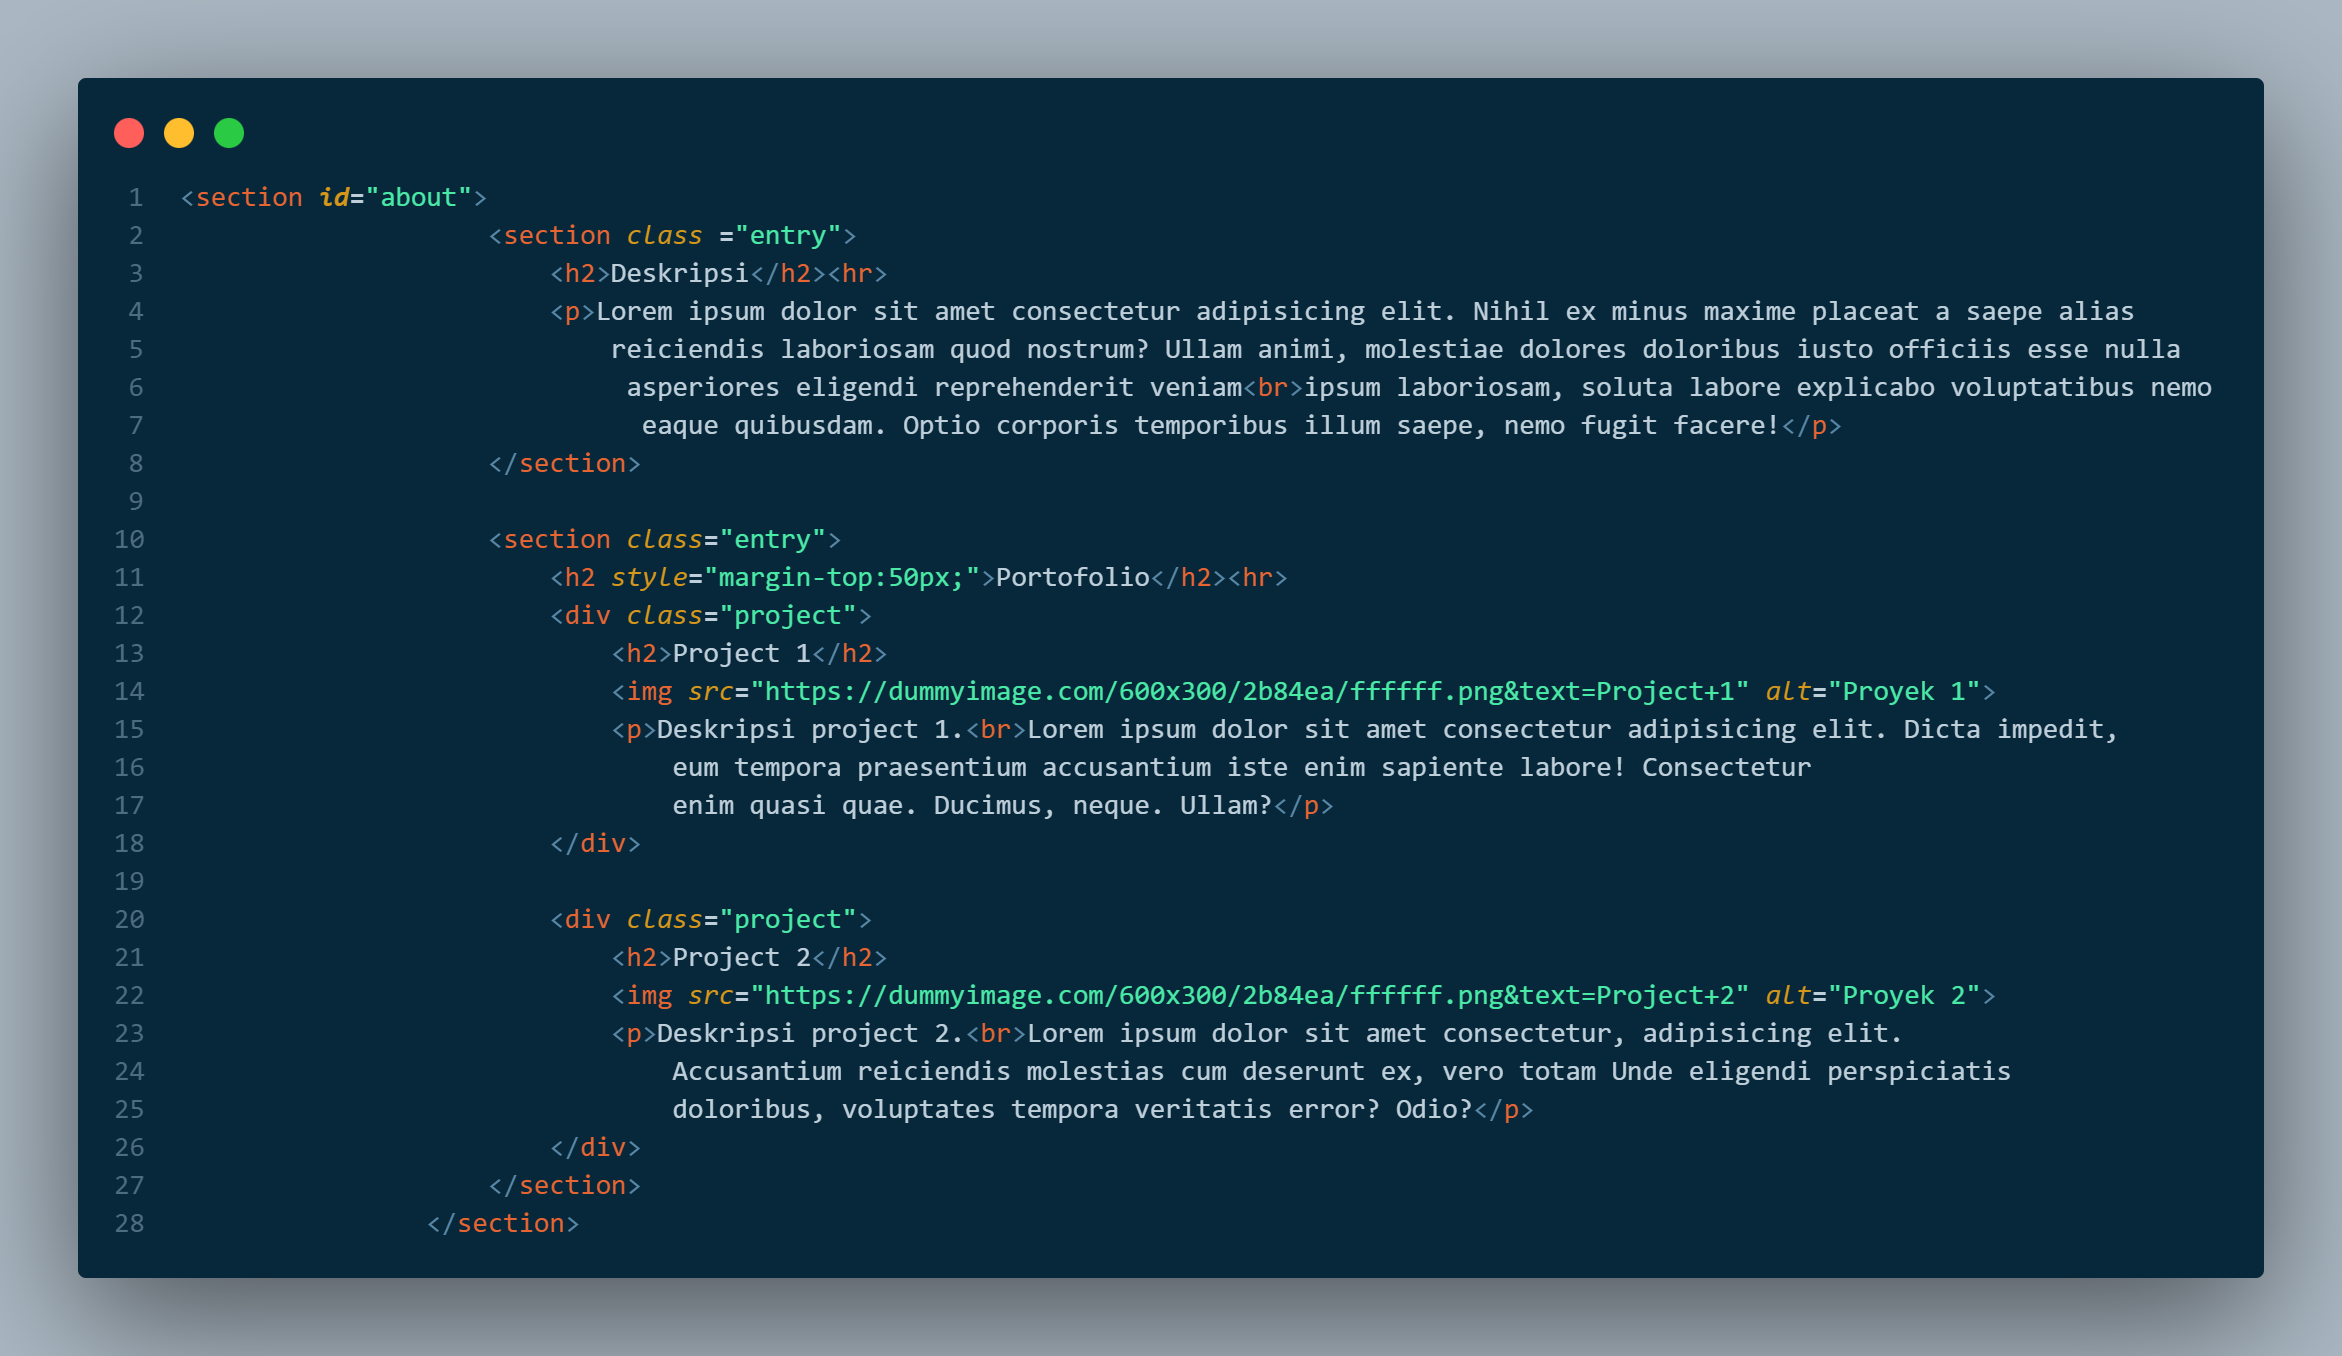 1 <section id="about">
2 <section class ="entry">
3 <h2>Deskripsi</h2><hr>
4 <p>Lorem ipsum dolor sit amet consectetur adipisicing elit. Nihil ex minus maxime placeat a saepe alias
5 reiciendis laboriosam quod nostrum? Ullam animi, molestiae dolores doloribus iusto officiis esse nulla
6 asperiores eligendi reprehenderit veniam<br>ipsum laboriosam, soluta labore explicabo voluptatibus nemo
7 eaque quibusdam. Optio corporis temporibus illum saepe, nemo fugit facere!</p>
8 </section>
9
10 <section class="entry">
11 <h2 style="margin-top:50px;">Portofolio</h2><hr>
12 <div class="project">
13 <h2>Project 1</h2>
14 <img src="https://dummyimage.com/600x300/2b84ea/ffffff.png&text=Project+1" alt="Proyek 1">
15 <p>Deskripsi project 1.<br>Lorem ipsum dolor sit amet consectetur adipisicing elit. Dicta impedit,
16 eum tempora praesentium accusantium iste enim sapiente labore! Consectetur
17 enim quasi quae. Ducimus, neque. Ullam?</p>
18 </div>
19
20 <div class="project">
21 <h2>Project 2</h2>
22 <img src="https://dummyimage.com/600x300/2b84ea/ffffff.png&text=Project+2" alt="Proyek 2">
23 <p>Deskripsi project 2.<br>Lorem ipsum dolor sit amet consectetur, adipisicing elit.
24 Accusantium reiciendis molestias cum deserunt ex, vero totam Unde eligendi perspiciatis
25 doloribus, voluptates tempora veritatis error? Odio?</p>
26 </div>
27 </section>
28 </section>